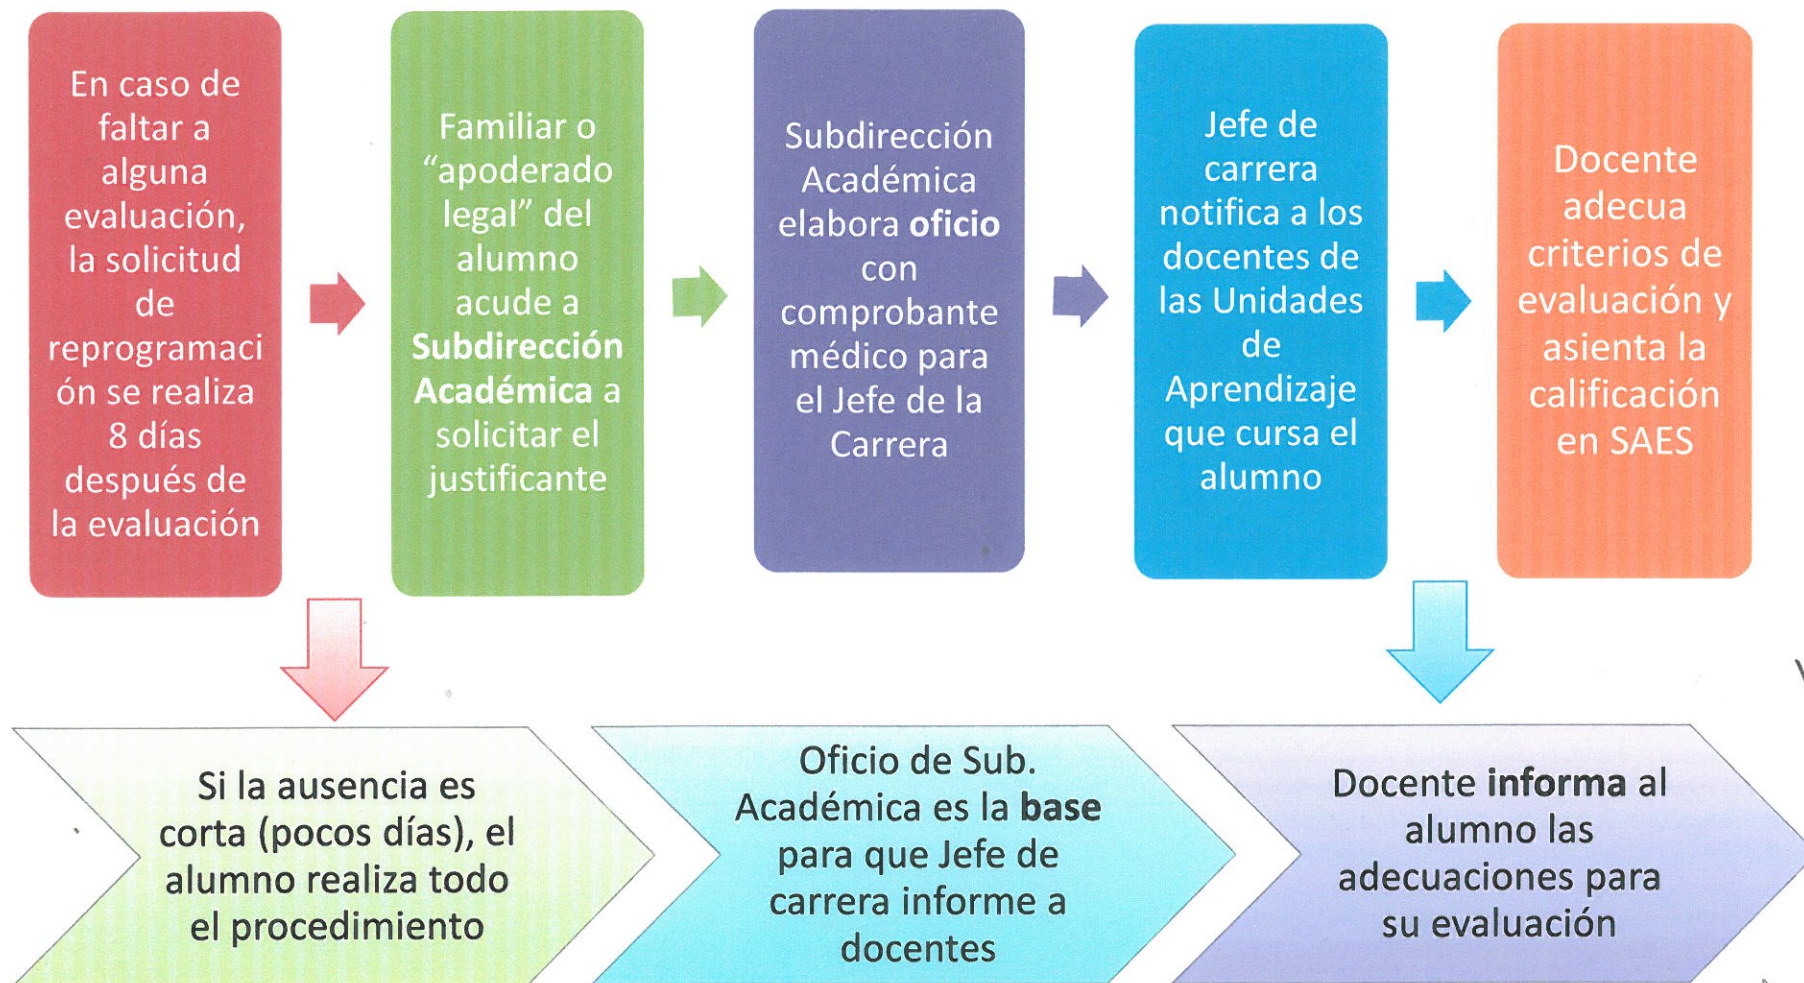 En caso de
faltar a
alguna
evaluación,
la solicitud
de
reprogramaci
ón se realiza
8 días
después de
la evaluación
Familiar o
“apoderado
legal” del
alumno
acude a
Subdirección
Académica a
solicitar el
justificante
Subdirección
Académica
elabora oficio
con
comprobante
médico para
el Jefe de la
Carrera
Jefe de
carrera
notifica a los
docentes de
las Unidades
de
Aprendizaje
que cursa el
alumno
Docente
adecua
criterios de
evaluación y
asienta la
calificación
en SAES
Si la ausencia es
corta (pocos días), el
alumno realiza todo
el procedimiento
Oficio de Sub.
Académica es la base
para que Jefe de
carrera informe a
docentes
Docente informa al
alumno las
adecuaciones para
su evaluación